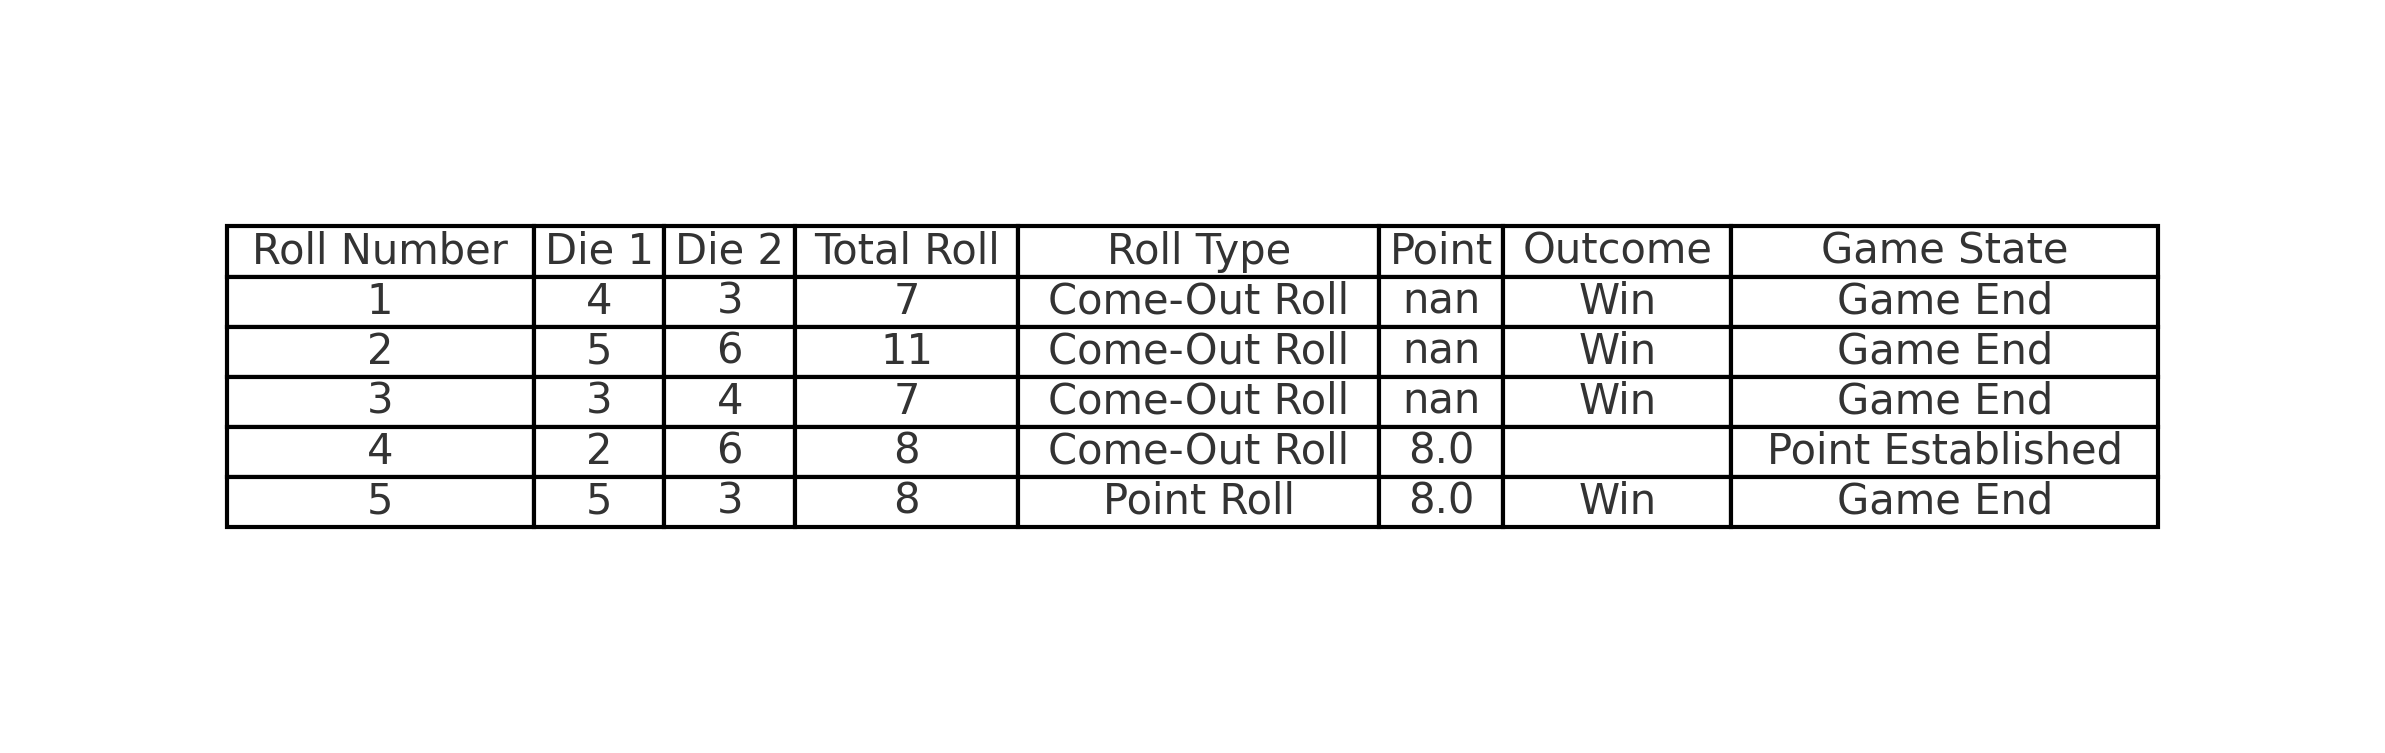 Roll Number Die 1 Die 2 Total Roll Roll Type Point Outcome Game State
1 4 3 7 Come-Out Roll nan Win Game End
2 5 6 11 Come-Out Roll nan Win Game End
3 3 4 7 Come-Out Roll nan Win Game End
4 2 6 8 Come-Out Roll 8.0 Point Established
5 5 3 8 Point Roll 8.0 Win Game End